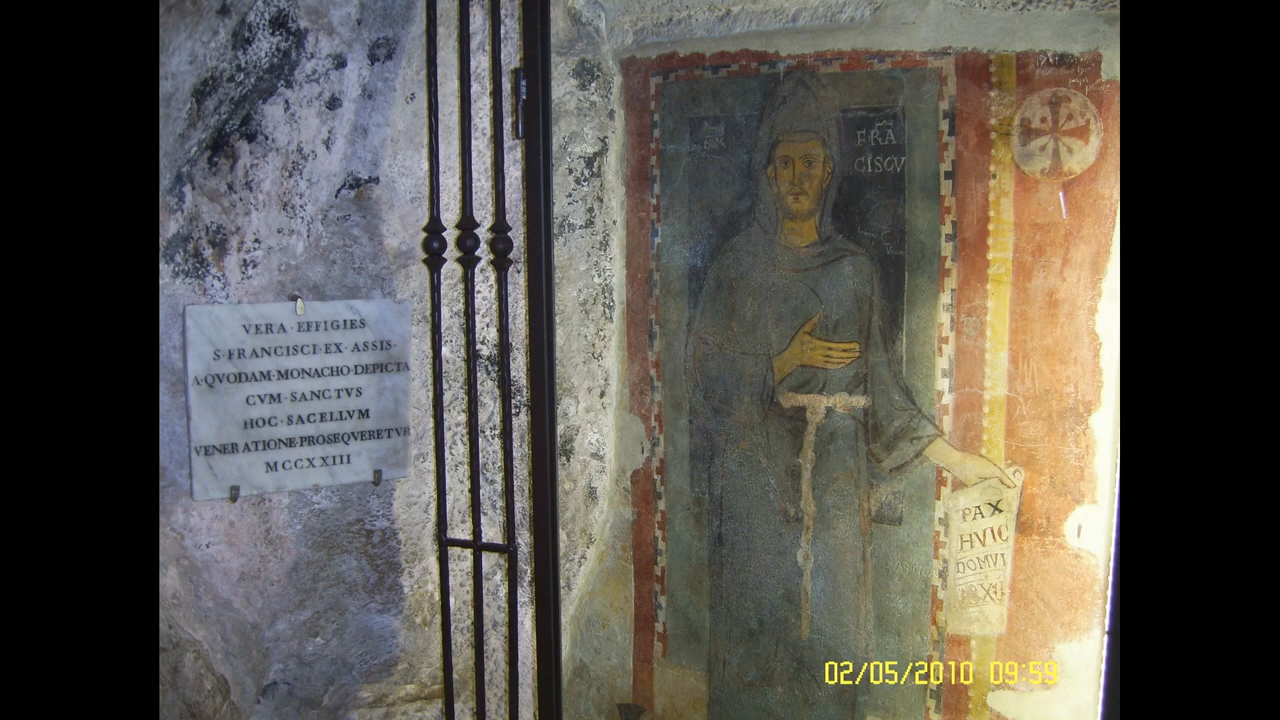 VERA·EFFIGIES
S·FRANCISCI·EX·ASSIS·
A·QVODAM·MONACHO·DEPICTA
CVM·SANCTVS
HOC·SACELLVM
VENERATIONE·PROSEQVERETVR
MCCXXIII
FRA
CISCV
PAX
HVIC
DOMVI
02/05/2010 09:59